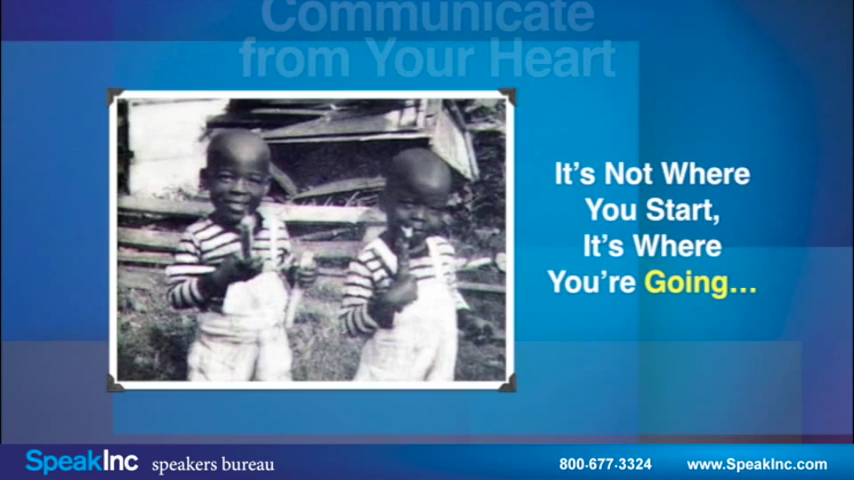 Communicate
from Your Heart
It's Not Where
You Start,
It's Where
You're Going...
SpeakInc speakers bureau
800-677-3324
www.SpeakInc.com